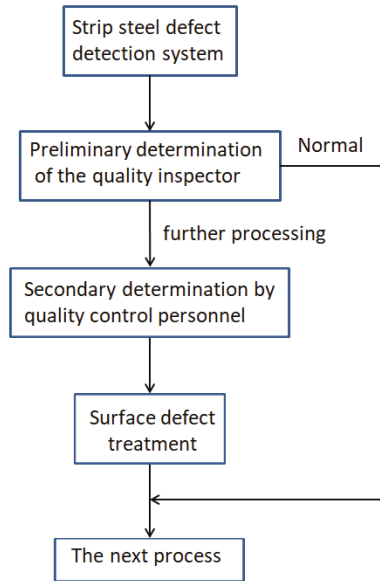 Strip steel defect
detection system
Preliminary determination
of the quality inspector
Normal
further processing
Secondary determination by
quality control personnel
Surface defect
treatment
The next process